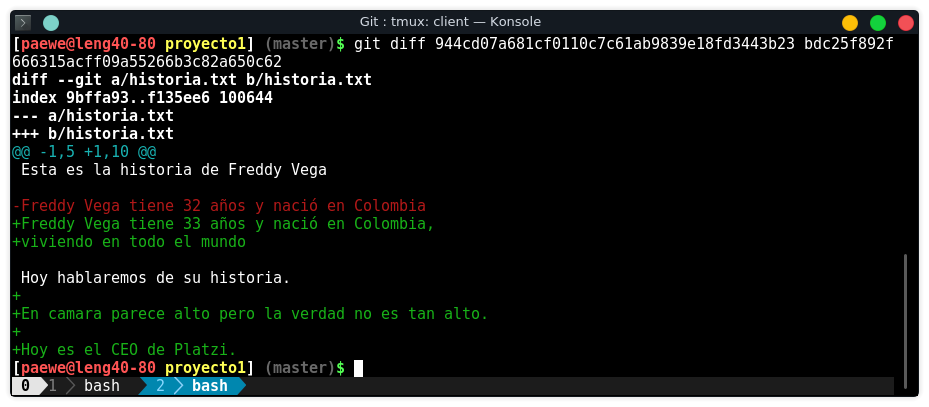 Git : tmux: client — Konsole
[paewe@leng40-80 proyecto1] (master)$ git diff 944cd07a681cf0110c7c61ab9839e18fd3443b23 bdc25f892f
666315acff09a55266b3c82a650c62
diff --git a/historia.txt b/historia.txt
index 9bffa93..f135ee6 100644
--- a/historia.txt
+++ b/historia.txt
@@ -1,5 +1,10 @@
 Esta es la historia de Freddy Vega

-Freddy Vega tiene 32 años y nació en Colombia
+Freddy Vega tiene 33 años y nació en Colombia,
+viviendo en todo el mundo

 Hoy hablaremos de su historia.
+
+En camara parece alto pero la verdad no es tan alto.
+
+Hoy es el CEO de Platzi.
[paewe@leng40-80 proyecto1] (master)$
0 1 bash 2 bash